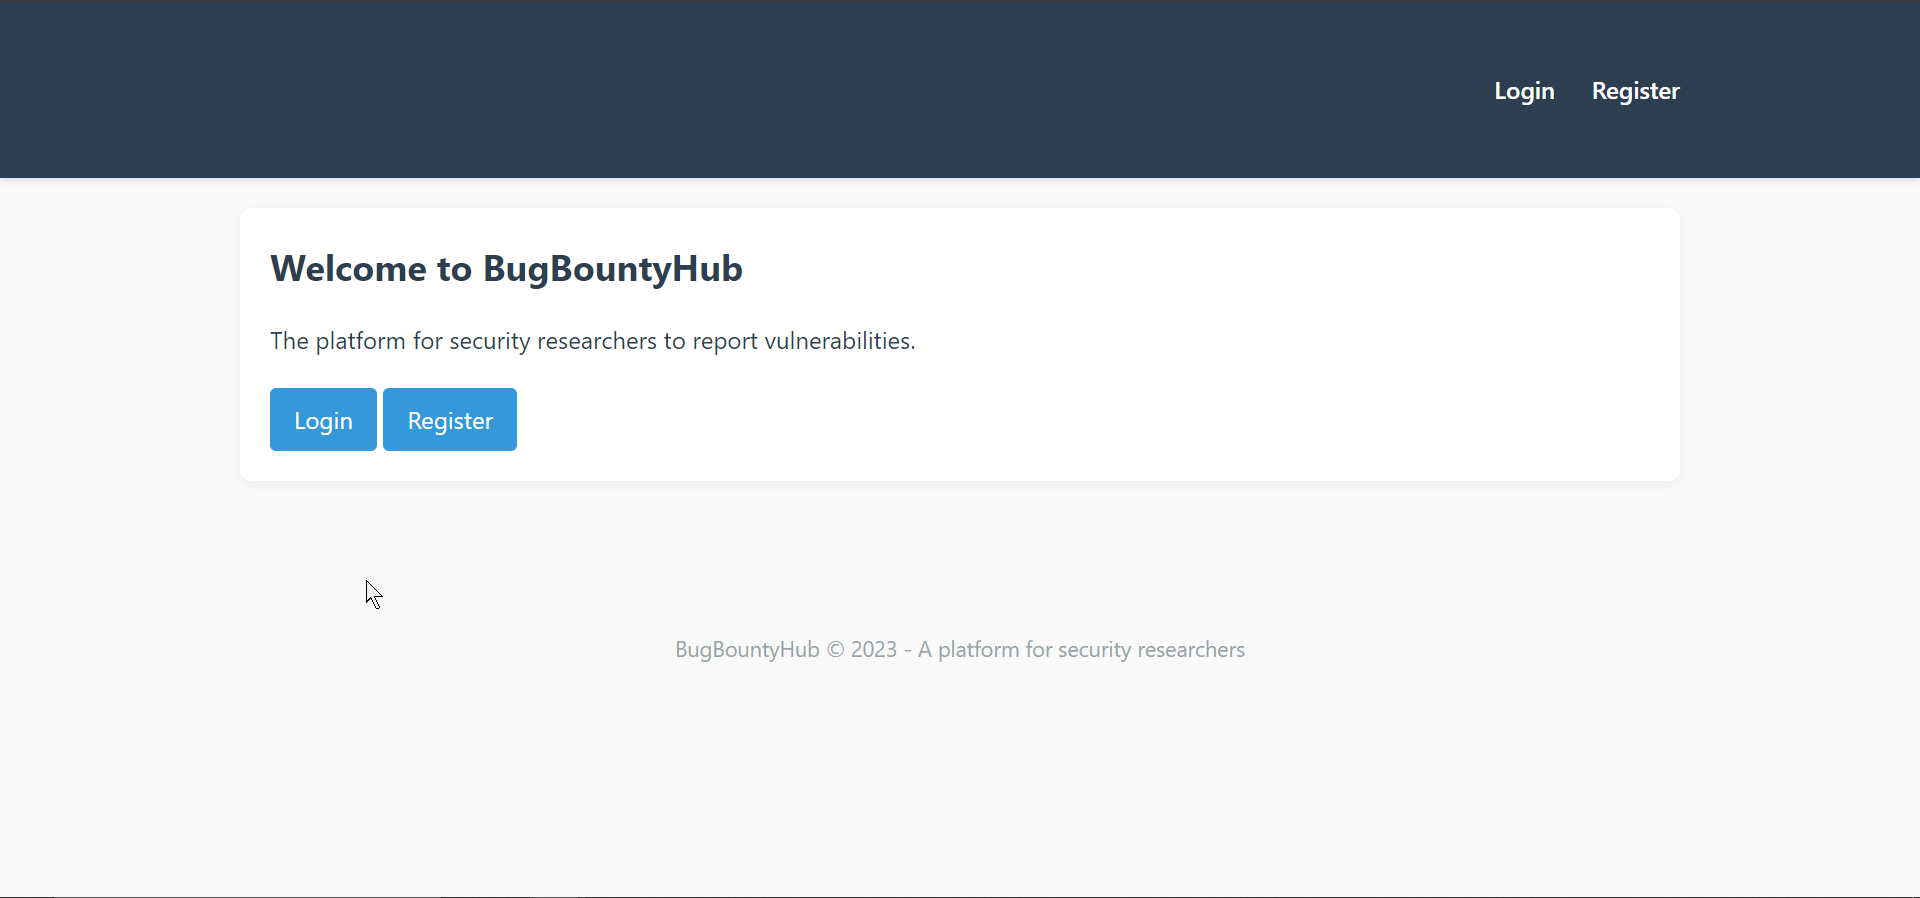 Login Register
Welcome to BugBountyHub
The platform for security researchers to report vulnerabilities.
Login Register
BugBountyHub © 2023 - A platform for security researchers